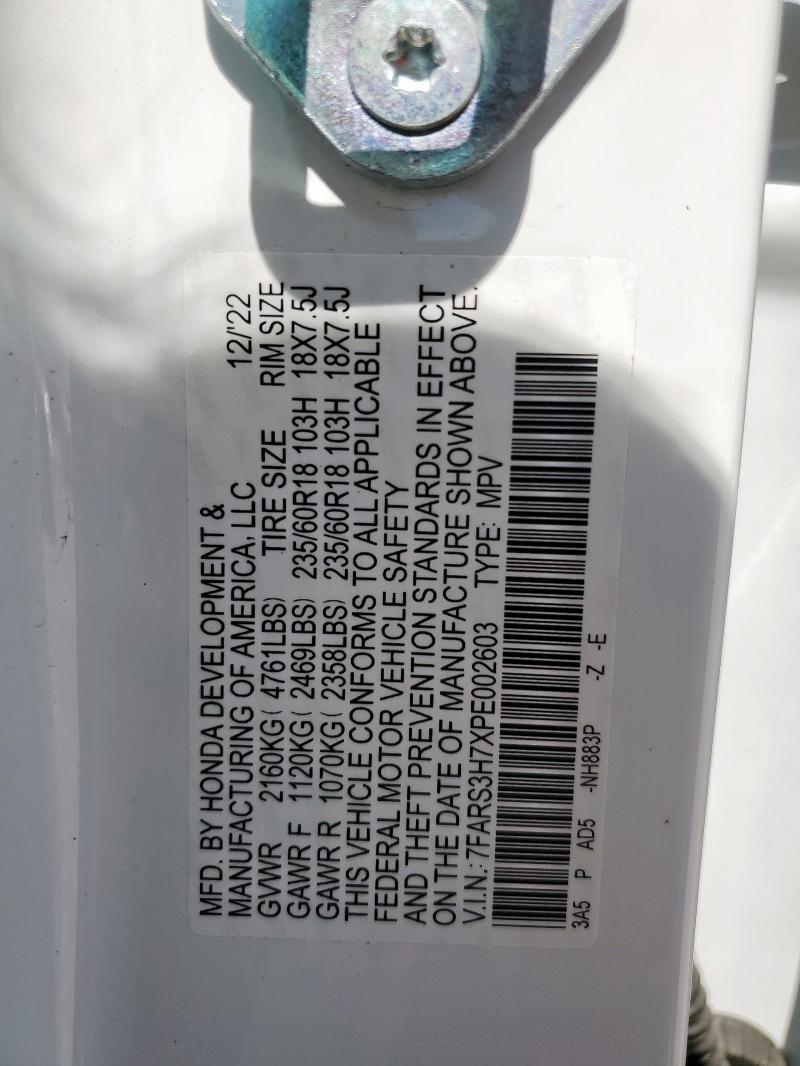 MFD. BY HONDA DEVELOPMENT &
MANUFACTURING OF AMERICA, LLC 12/'22
GVWR 2160KG( 4761LBS) TIRE SIZE RIM SIZE
GAWR F 1120KG( 2469LBS) 235/60R18 103H 18X7.5J
GAWR R 1070KG( 2358LBS) 235/60R18 103H 18X7.5J
THIS VEHICLE CONFORMS TO ALL APPLICABLE
FEDERAL MOTOR VEHICLE SAFETY
AND THEFT PREVENTION STANDARDS IN EFFECT
ON THE DATE OF MANUFACTURE SHOWN ABOVE.
V.I.N.: 7FARS3H7XPE002603 TYPE: MPV
3A5 P AD5 -NH883P -Z -E